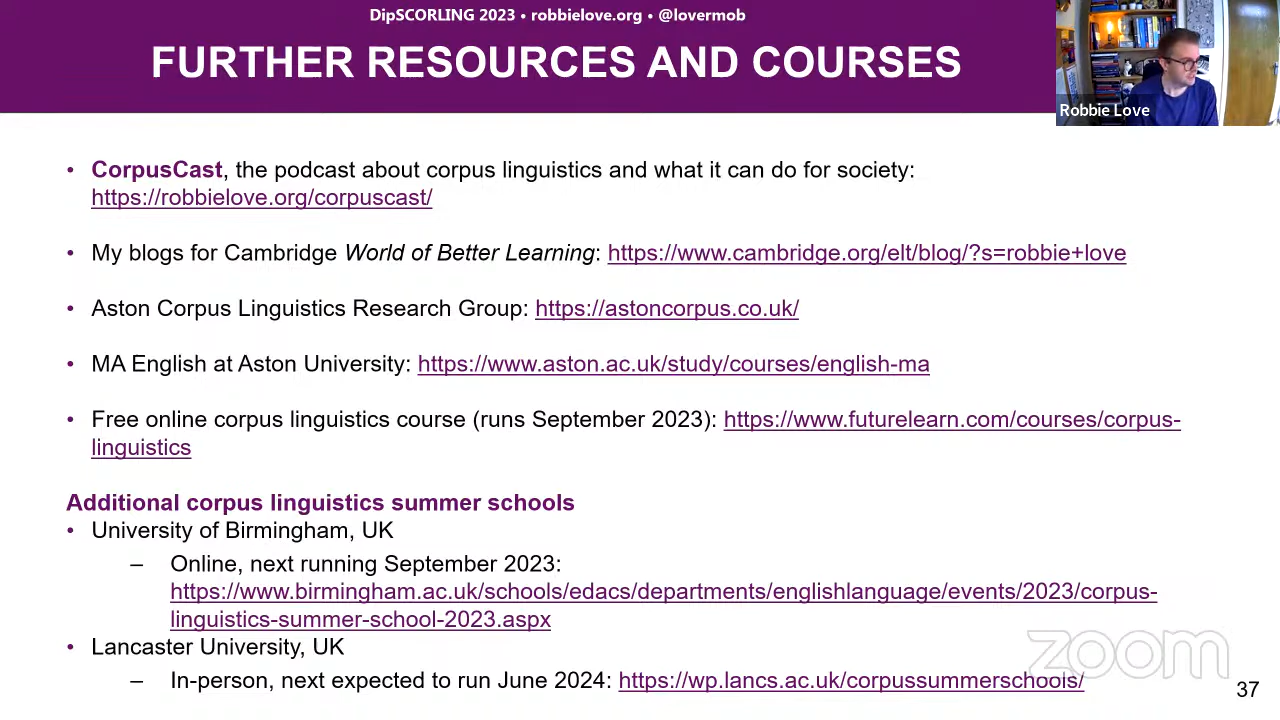 DipSCORLING 2023 • robbielove.org • @lovermob
FURTHER RESOURCES AND COURSES
Robbie Love
• CorpusCast, the podcast about corpus linguistics and what it can do for society:
https://robbielove.org/corpuscast/
• My blogs for Cambridge World of Better Learning: https://www.cambridge.org/elt/blog/?s=robbie+love
• Aston Corpus Linguistics Research Group: https://astoncorpus.co.uk/
• MA English at Aston University: https://www.aston.ac.uk/study/courses/english-ma
• Free online corpus linguistics course (runs September 2023): https://www.futurelearn.com/courses/corpus-
linguistics
Additional corpus linguistics summer schools
• University of Birmingham, UK
– Online, next running September 2023:
https://www.birmingham.ac.uk/schools/edacs/departments/englishlanguage/events/2023/corpus-
linguistics-summer-school-2023.aspx
• Lancaster University, UK
– In-person, next expected to run June 2024: https://wp.lancs.ac.uk/corpussummerschools/
zoom
37